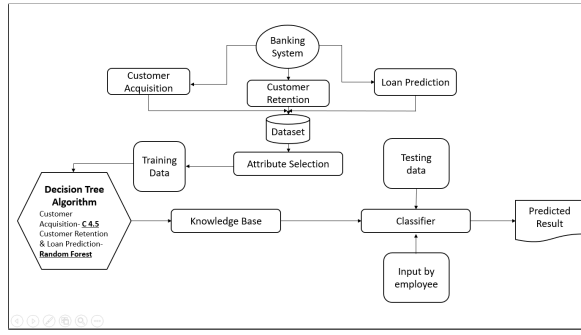 Banking
System
Customer
Acquisition
Customer
Retention
Loan Prediction
Dataset
Training
Data
Attribute Selection
Testing
data
Decision Tree
Algorithm
Customer
Acquisition- C 4.5
Customer Retention
& Loan Prediction-
Random Forest
Knowledge Base
Classifier
Predicted
Result
Input by
employee